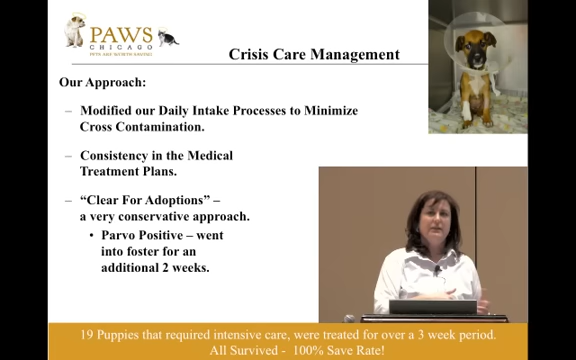 PAWS
CHICAGO
PETS ARE WORTH SAVING
Crisis Care Management
Our Approach:
– Modified our Daily Intake Processes to Minimize
Cross Contamination.
– Consistency in the Medical
Treatment Plans.
– “Clear For Adoptions” –
a very conservative approach.
• Parvo Positive – went
into foster for an
additional 2 weeks.
19 Puppies that required intensive care, were treated for over a 3 week period.
All Survived - 100% Save Rate!